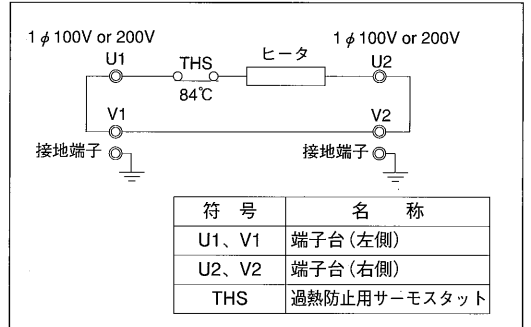 1φ100V or 200V
1φ100V or 200V
U1
THS
ヒータ
U2
84℃
V1
V2
接地端子
接地端子
符 号 名 称
U1、V1 端子台(左側)
U2、V2 端子台(右側)
THS 過熱防止用サーモスタット